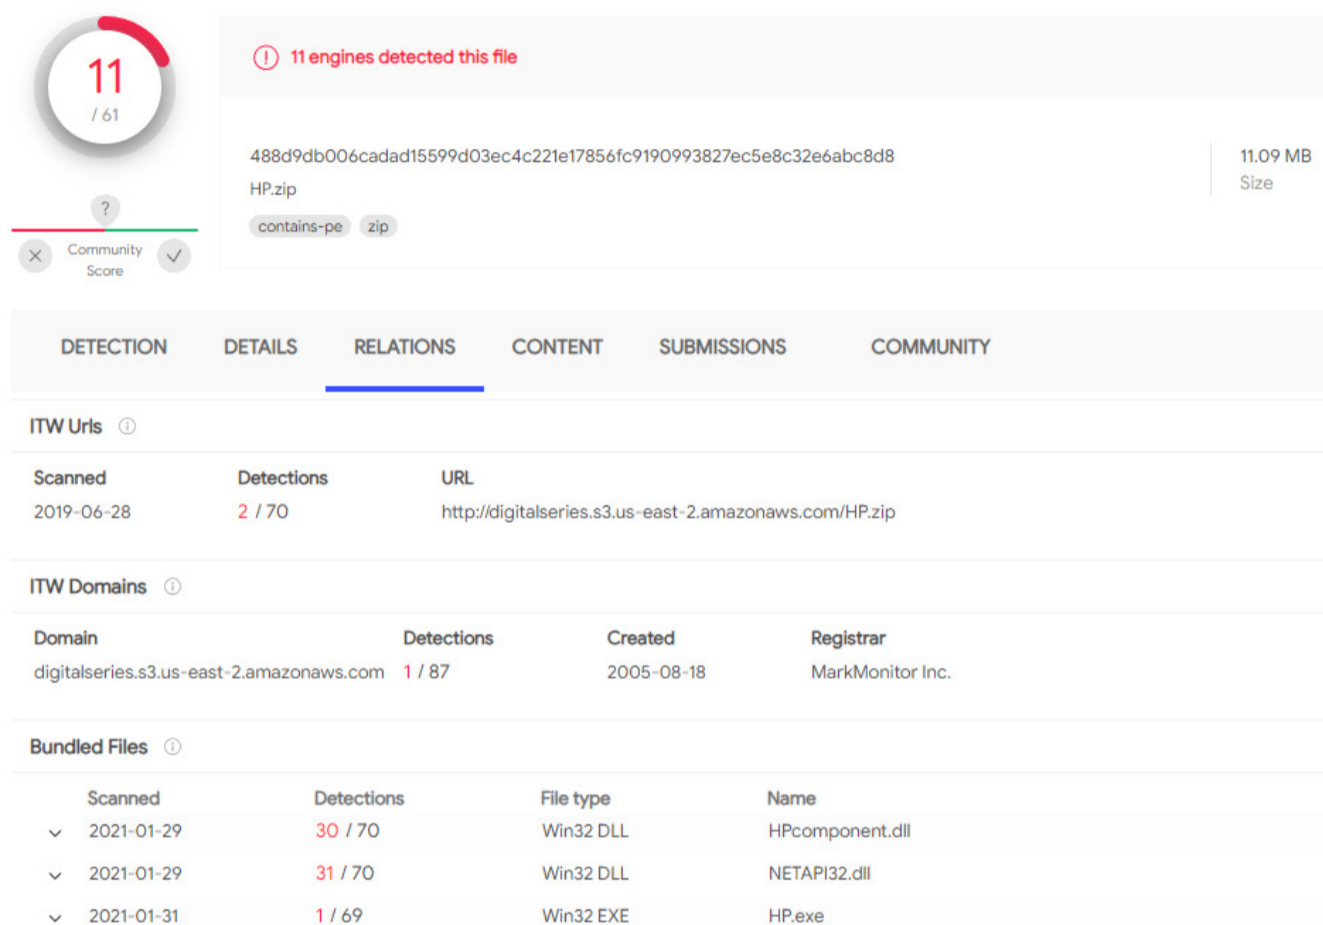 11
/ 61
11 engines detected this file
488d9db006cadad15599d03ec4c221e17856fc9190993827ec5e8c32e6abc8d8
HP.zip
contains-pe zip
11.09 MB
Size
?
Community
Score
DETECTION DETAILS RELATIONS CONTENT SUBMISSIONS COMMUNITY
ITW Urls
Scanned Detections URL
2019-06-28 2 / 70 http://digitalseries.s3.us-east-2.amazonaws.com/HP.zip
ITW Domains
Domain Detections Created Registrar
digitalseries.s3.us-east-2.amazonaws.com 1 / 87 2005-08-18 MarkMonitor Inc.
Bundled Files
Scanned Detections File type Name
2021-01-29 30 / 70 Win32 DLL HPcomponent.dll
2021-01-29 31 / 70 Win32 DLL NETAPI32.dll
2021-01-31 1 / 69 Win32 EXE HP.exe